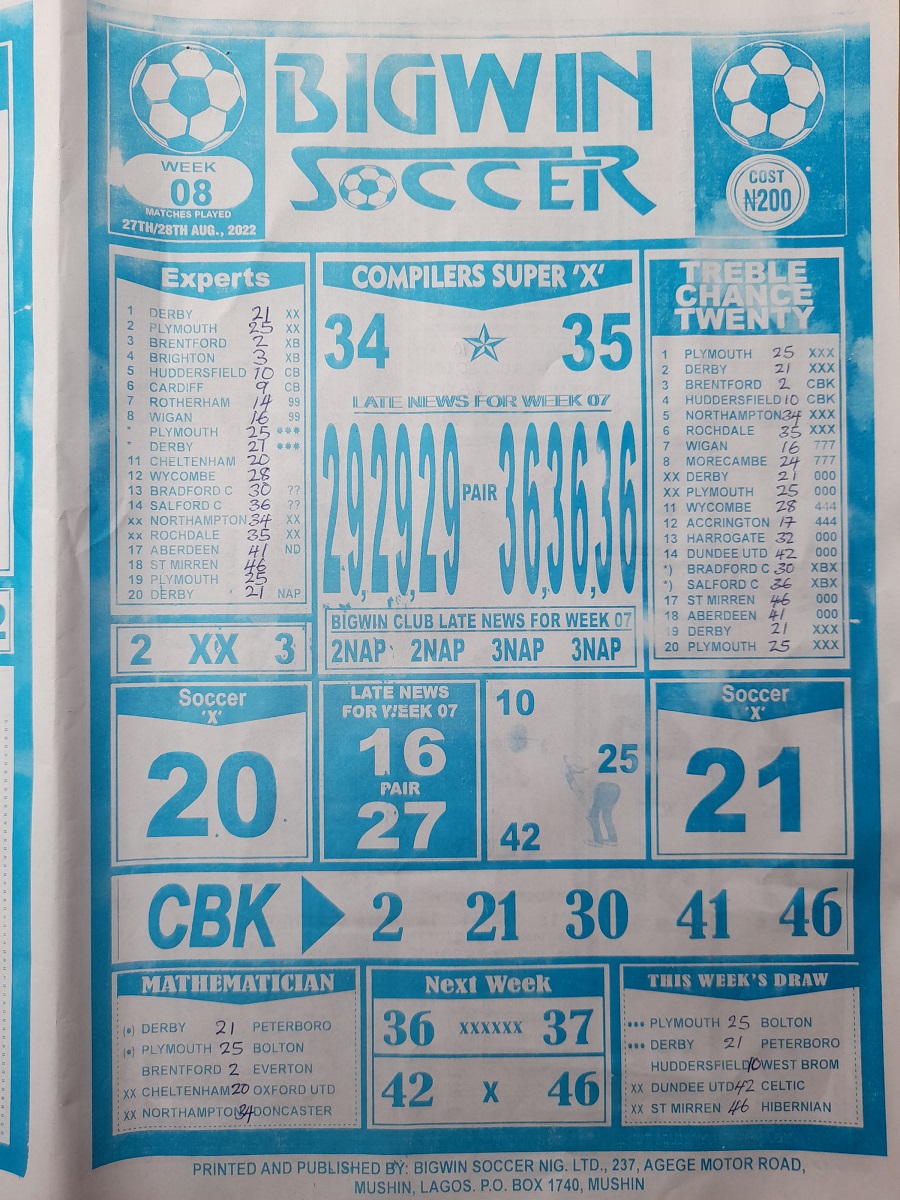 BIGWIN
SOCCER
WEEK
08
MATCHES PLAYED
27TH/28TH AUG., 2022
COST
₦200
Experts
1 DERBY 21 XX
2 PLYMOUTH 25 XX
3 BRENTFORD 2 XB
4 BRIGHTON 3 XB
5 HUDDERSFIELD 10 CB
6 CARDIFF 9 CB
7 ROTHERHAM 14 99
8 WIGAN 16 99
* PLYMOUTH 25 ***
* DERBY 21 ***
11 CHELTENHAM 20
12 WYCOMBE 28
13 BRADFORD C 30 ??
14 SALFORD C 36 ??
xx NORTHAMPTON 34 XX
xx ROCHDALE 35 XX
17 ABERDEEN 41 ND
18 ST MIRREN 46
19 PLYMOUTH 25
20 DERBY 21 NAP
2 XX 3
COMPILERS SUPER 'X'
34 35
LATE NEWS FOR WEEK 07
29,29,29 PAIR 36,36,36
BIGWIN CLUB LATE NEWS FOR WEEK 07
2NAP 2NAP 3NAP 3NAP
TREBLE
CHANCE
TWENTY
1 PLYMOUTH 25 XXX
2 DERBY 21 XXX
3 BRENTFORD 2 CBK
4 HUDDERSFIELD 10 CBK
5 NORTHAMPTON 34 XXX
6 ROCHDALE 35 XXX
7 WIGAN 16 777
8 MORECAMBE 24 777
XX DERBY 21 000
XX PLYMOUTH 25 000
11 WYCOMBE 28 444
12 ACCRINGTON 17 444
13 HARROGATE 32 000
14 DUNDEE UTD 42 000
*) BRADFORD C 30 XBX
*) SALFORD C 36 XBX
17 ST MIRREN 46 000
18 ABERDEEN 41 000
19 DERBY 21 XXX
20 PLYMOUTH 25 XXX
Soccer
'X'
20
LATE NEWS
FOR WEEK 07
16
PAIR
27
10
25
42
Soccer
'X'
21
CBK 2 21 30 41 46
MATHEMATICIAN
(•) DERBY 21 PETERBORO
(•) PLYMOUTH 25 BOLTON
BRENTFORD 2 EVERTON
XX CHELTENHAM 20 OXFORD UTD
XX NORTHAMPTON 34 DONCASTER
Next Week
36 XXXXXX 37
42 X 46
THIS WEEK'S DRAW
••• PLYMOUTH 25 BOLTON
••• DERBY 21 PETERBORO
HUDDERSFIELD 10 WEST BROM
XX DUNDEE UTD 42 CELTIC
XX ST MIRREN 46 HIBERNIAN
PRINTED AND PUBLISHED BY: BIGWIN SOCCER NIG. LTD., 237, AGEGE MOTOR ROAD,
MUSHIN, LAGOS. P.O. BOX 1740, MUSHIN